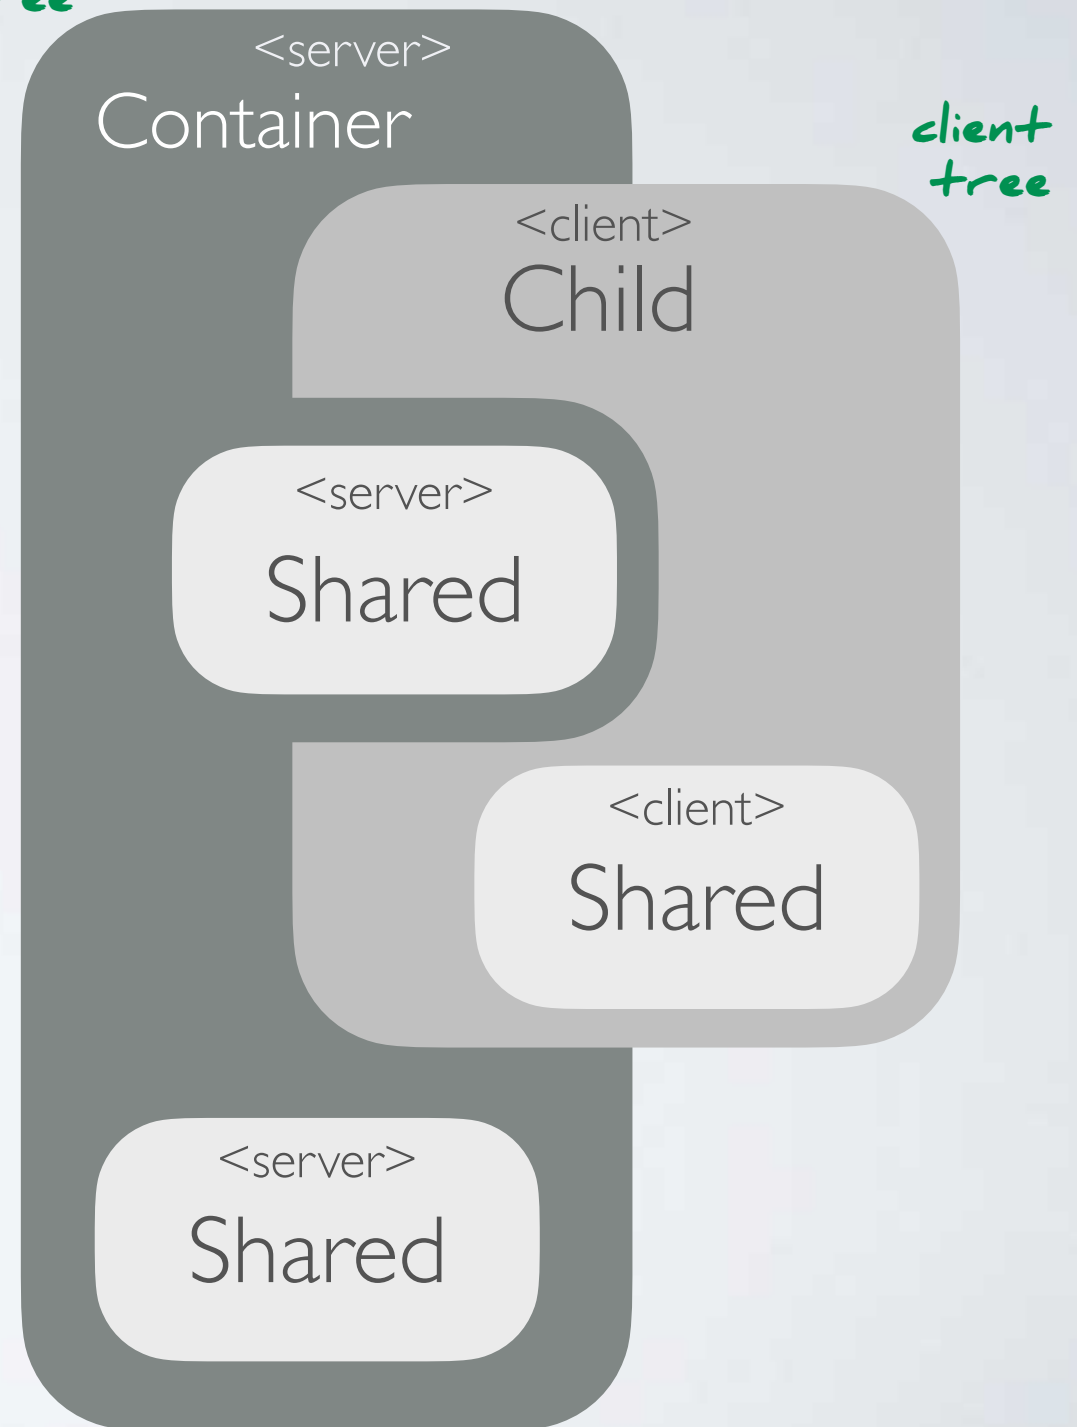 <server>
Container
client
tree
<client>
Child
<server>
Shared
<client>
Shared
<server>
Shared